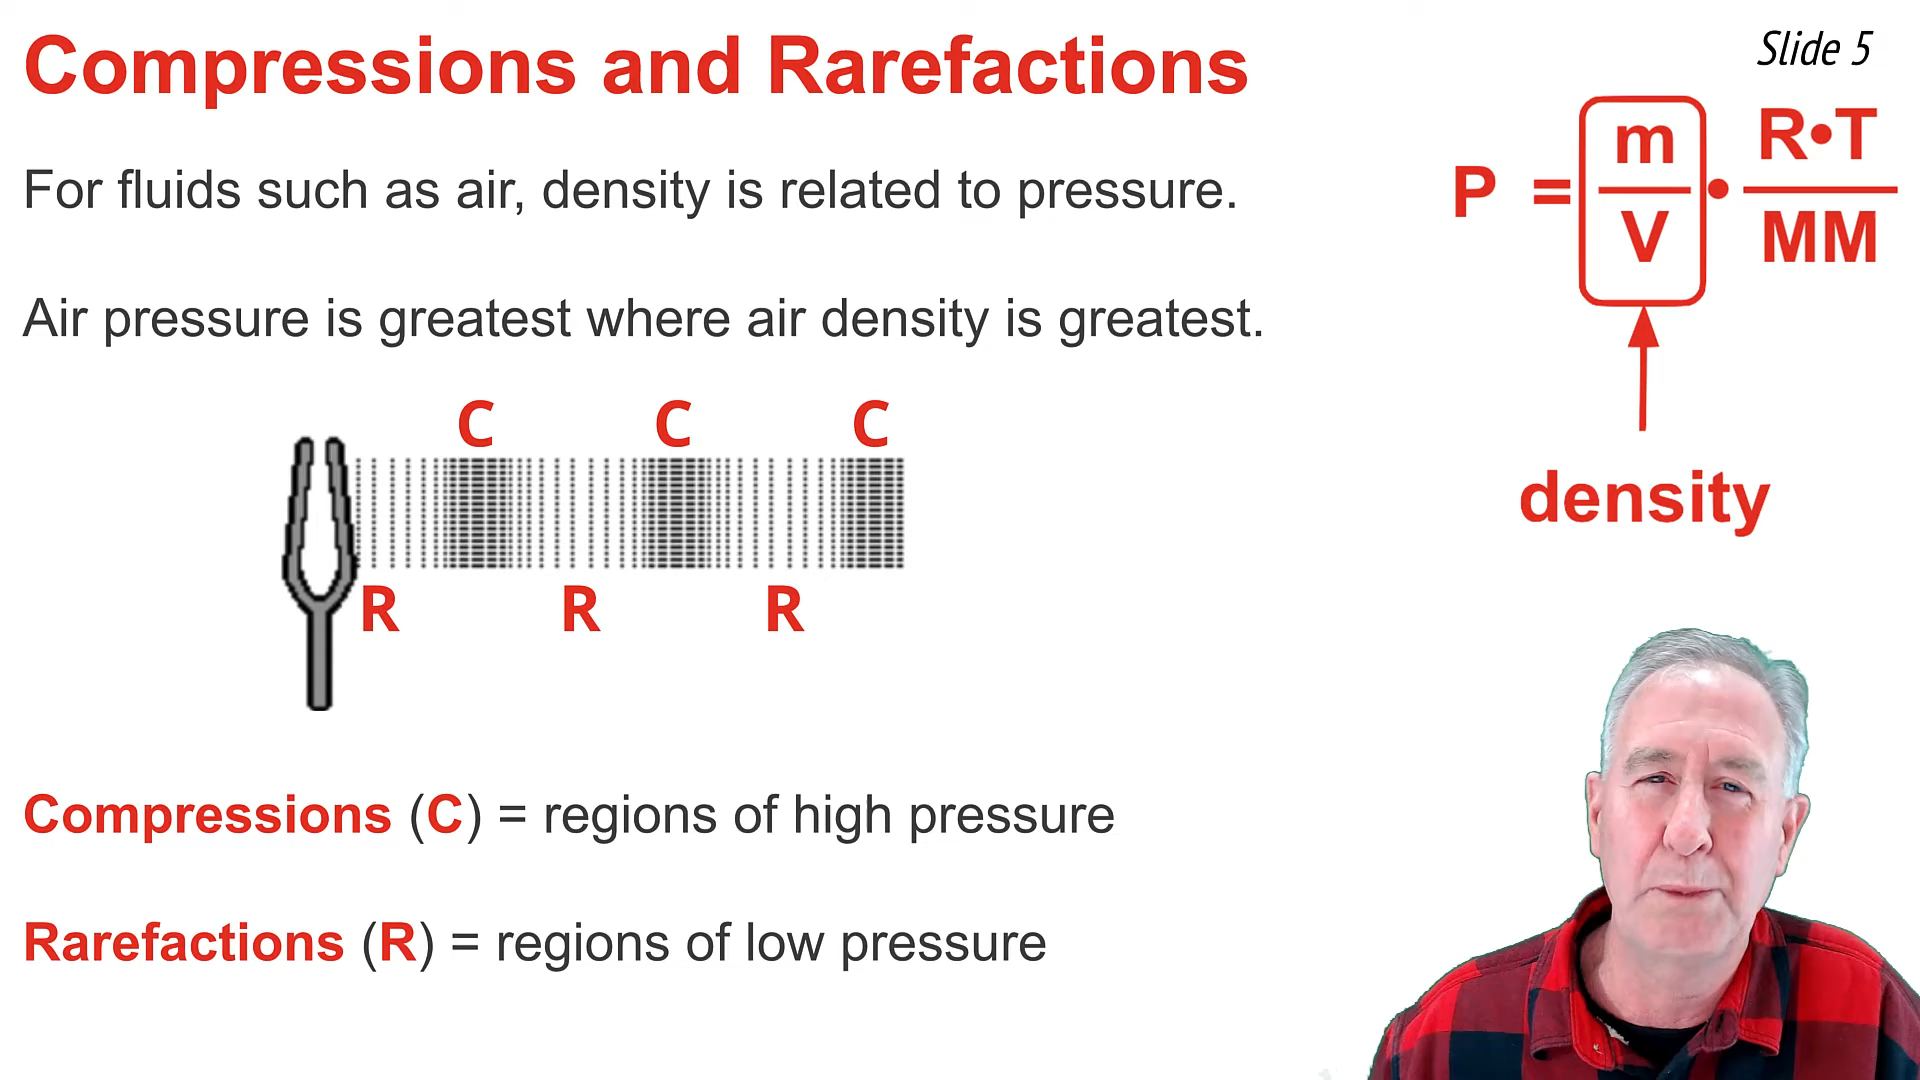 Compressions and Rarefactions
Slide 5
For fluids such as air, density is related to pressure.
P = m/V • R•T/MM
Air pressure is greatest where air density is greatest.
density
C C C
R R R
Compressions (C) = regions of high pressure
Rarefactions (R) = regions of low pressure